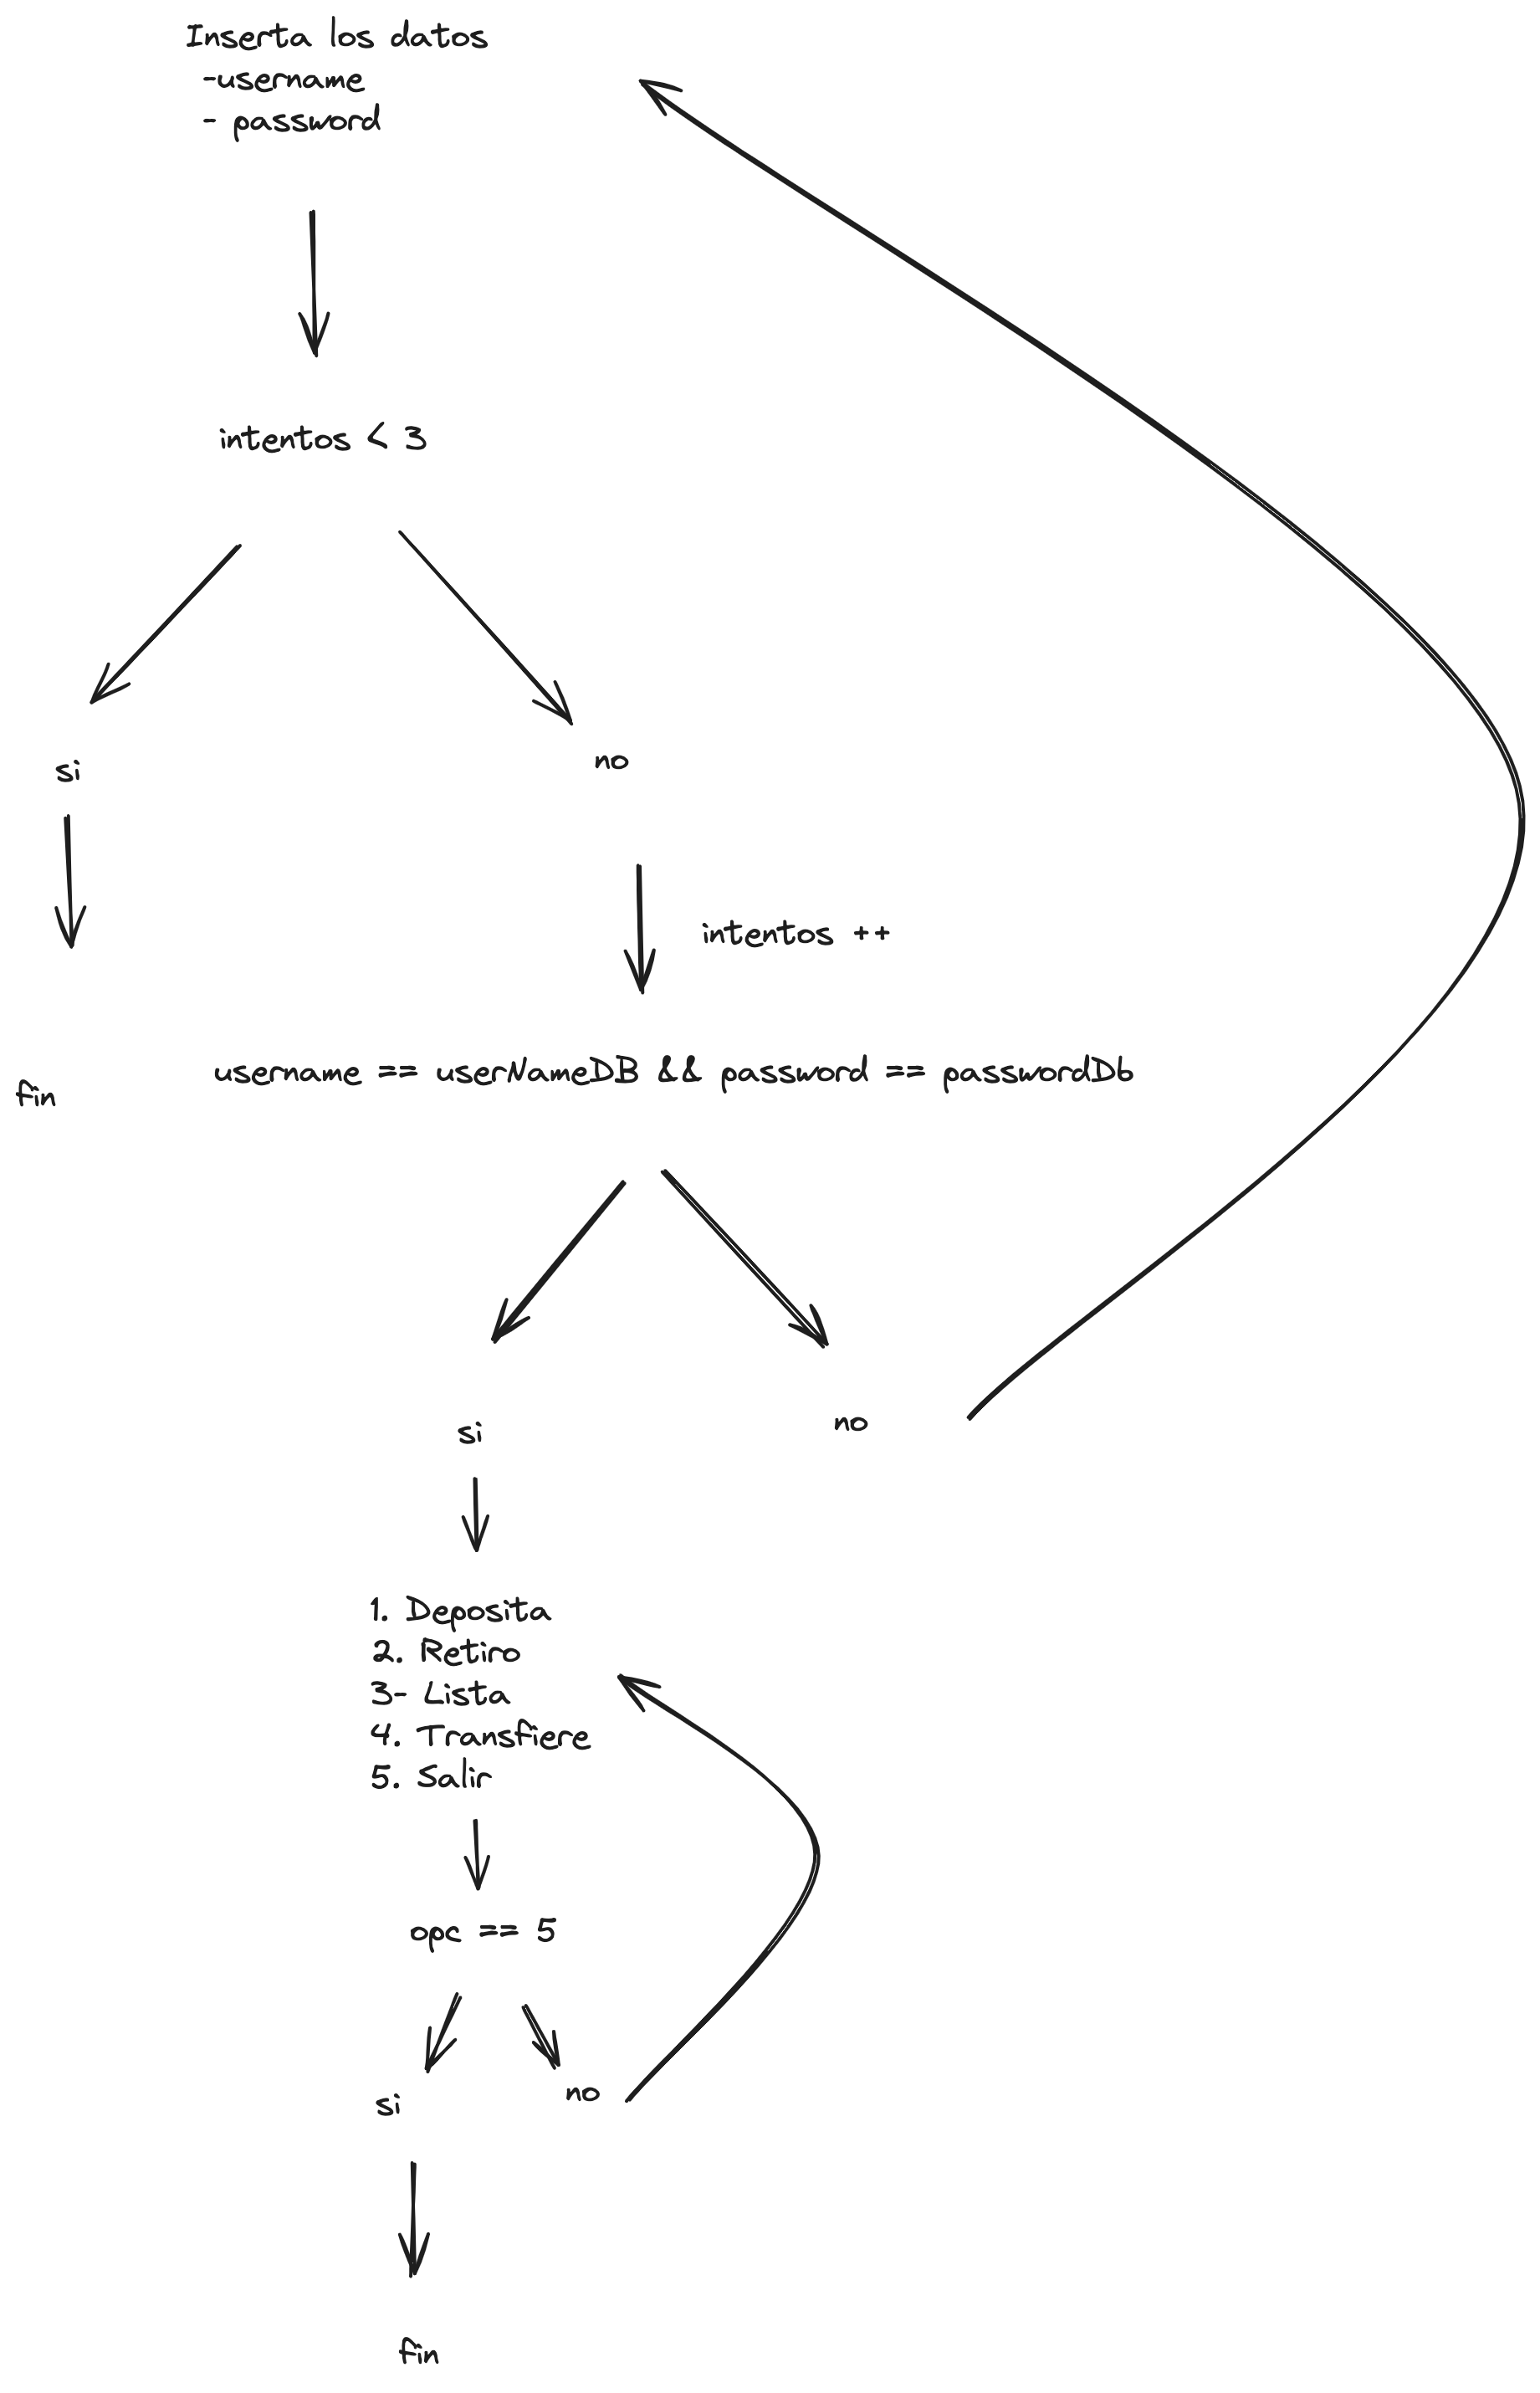 Inserta los datos
-username
- password
intentos < 3
si
no
intentos ++
username == userNameDB && password == passwordDb
fin
si
no
1. Deposita
2. Retiro
3- Lista
4. Transfiere
5. Salir
opc == 5
si
no
fin